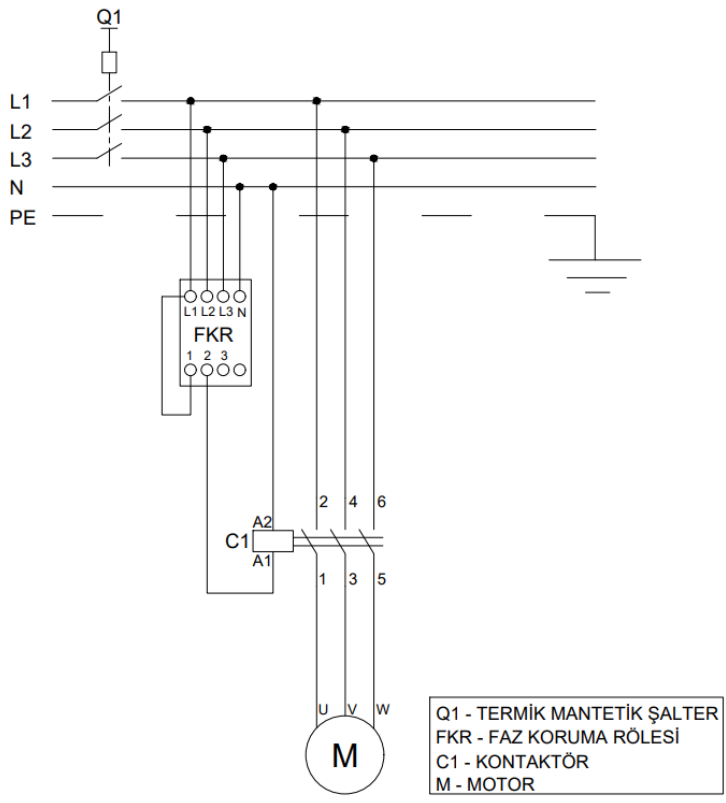 Q1
L1
L2
L3
N
PE
L1 L2 L3 N
FKR
1 2 3
2 4 6
A2
C1
A1
1 3 5
U V W
M
Q1 - TERMİK MANTETİK ŞALTER
FKR - FAZ KORUMA RÖLESİ
C1 - KONTAKTÖR
M - MOTOR